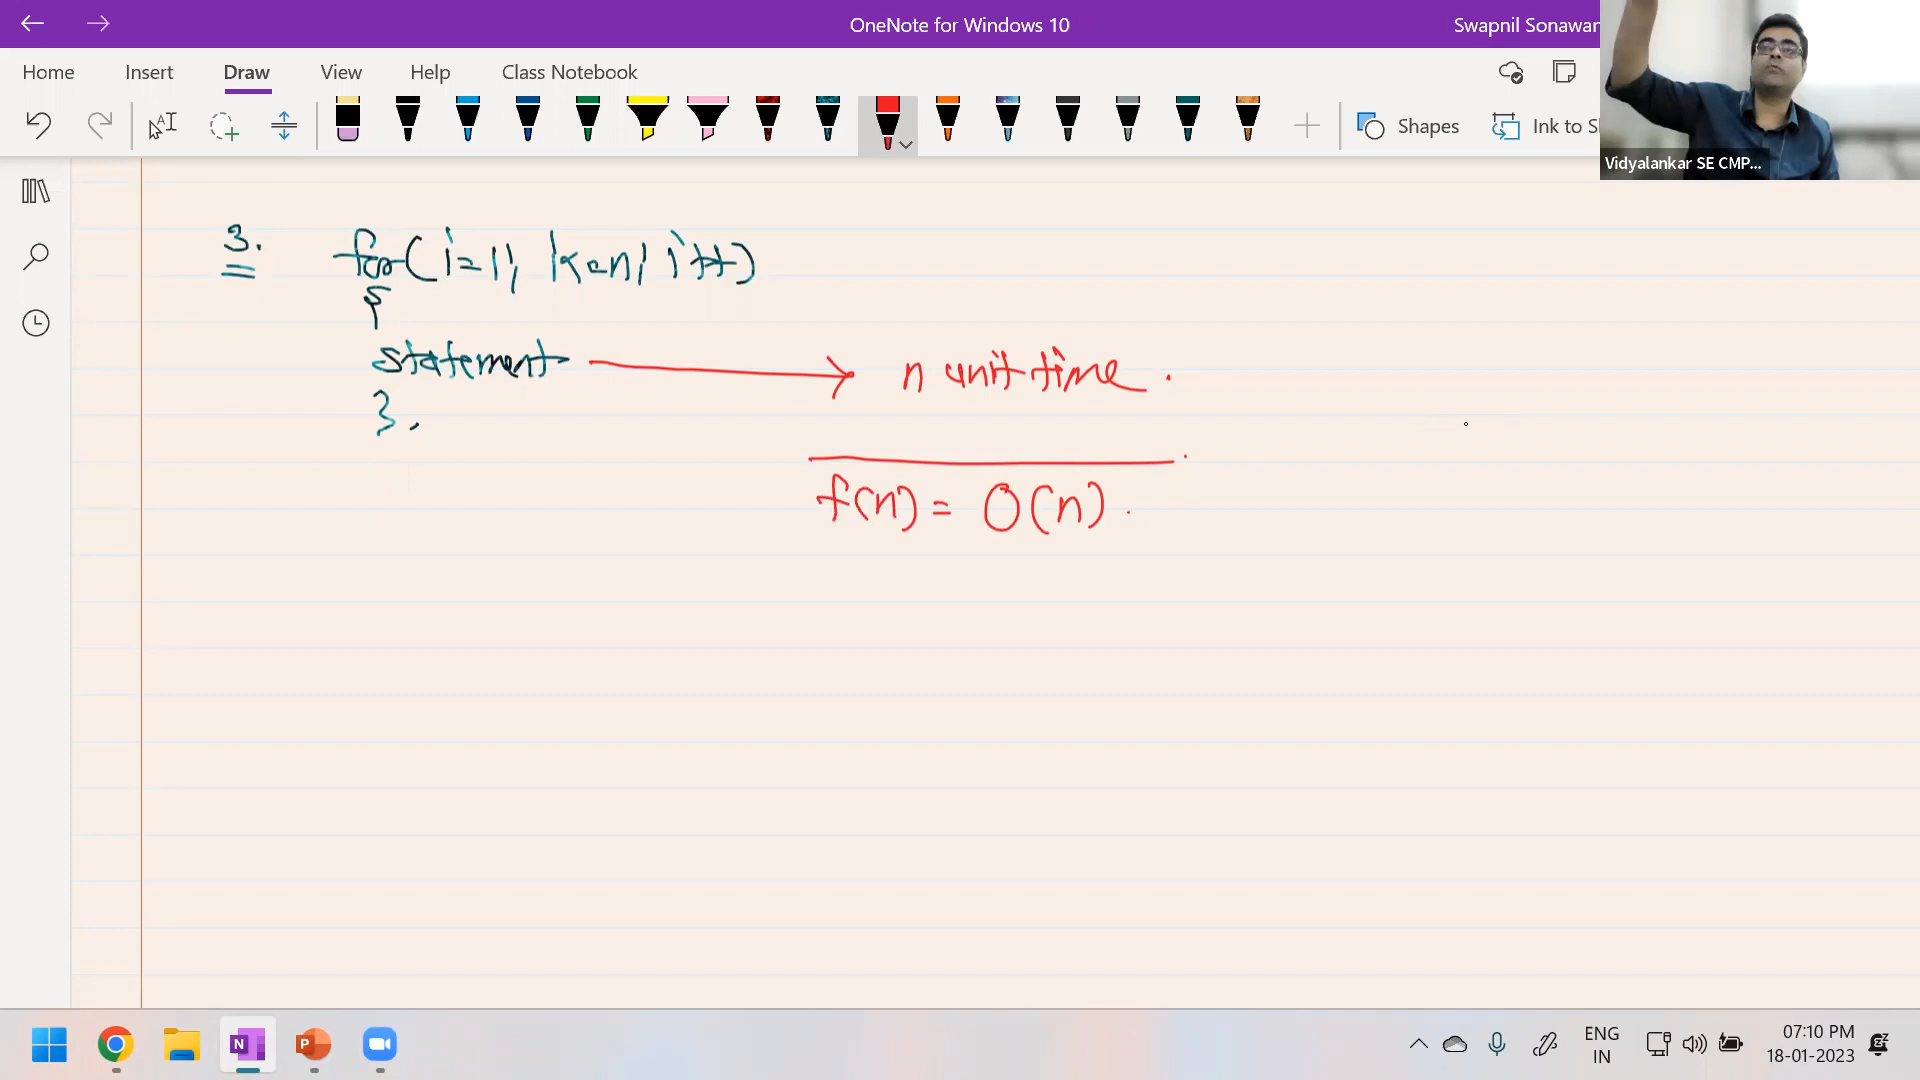 OneNote for Windows 10
Swapnil Sonawan
Home Insert Draw View Help Class Notebook
Shapes Ink to S
Vidyalankar SE CMP...
3. for(i=1; i<=n; i++)
{
statement → n unit time.
}.
f(n) = O(n).
ENG
IN
07:10 PM
18-01-2023